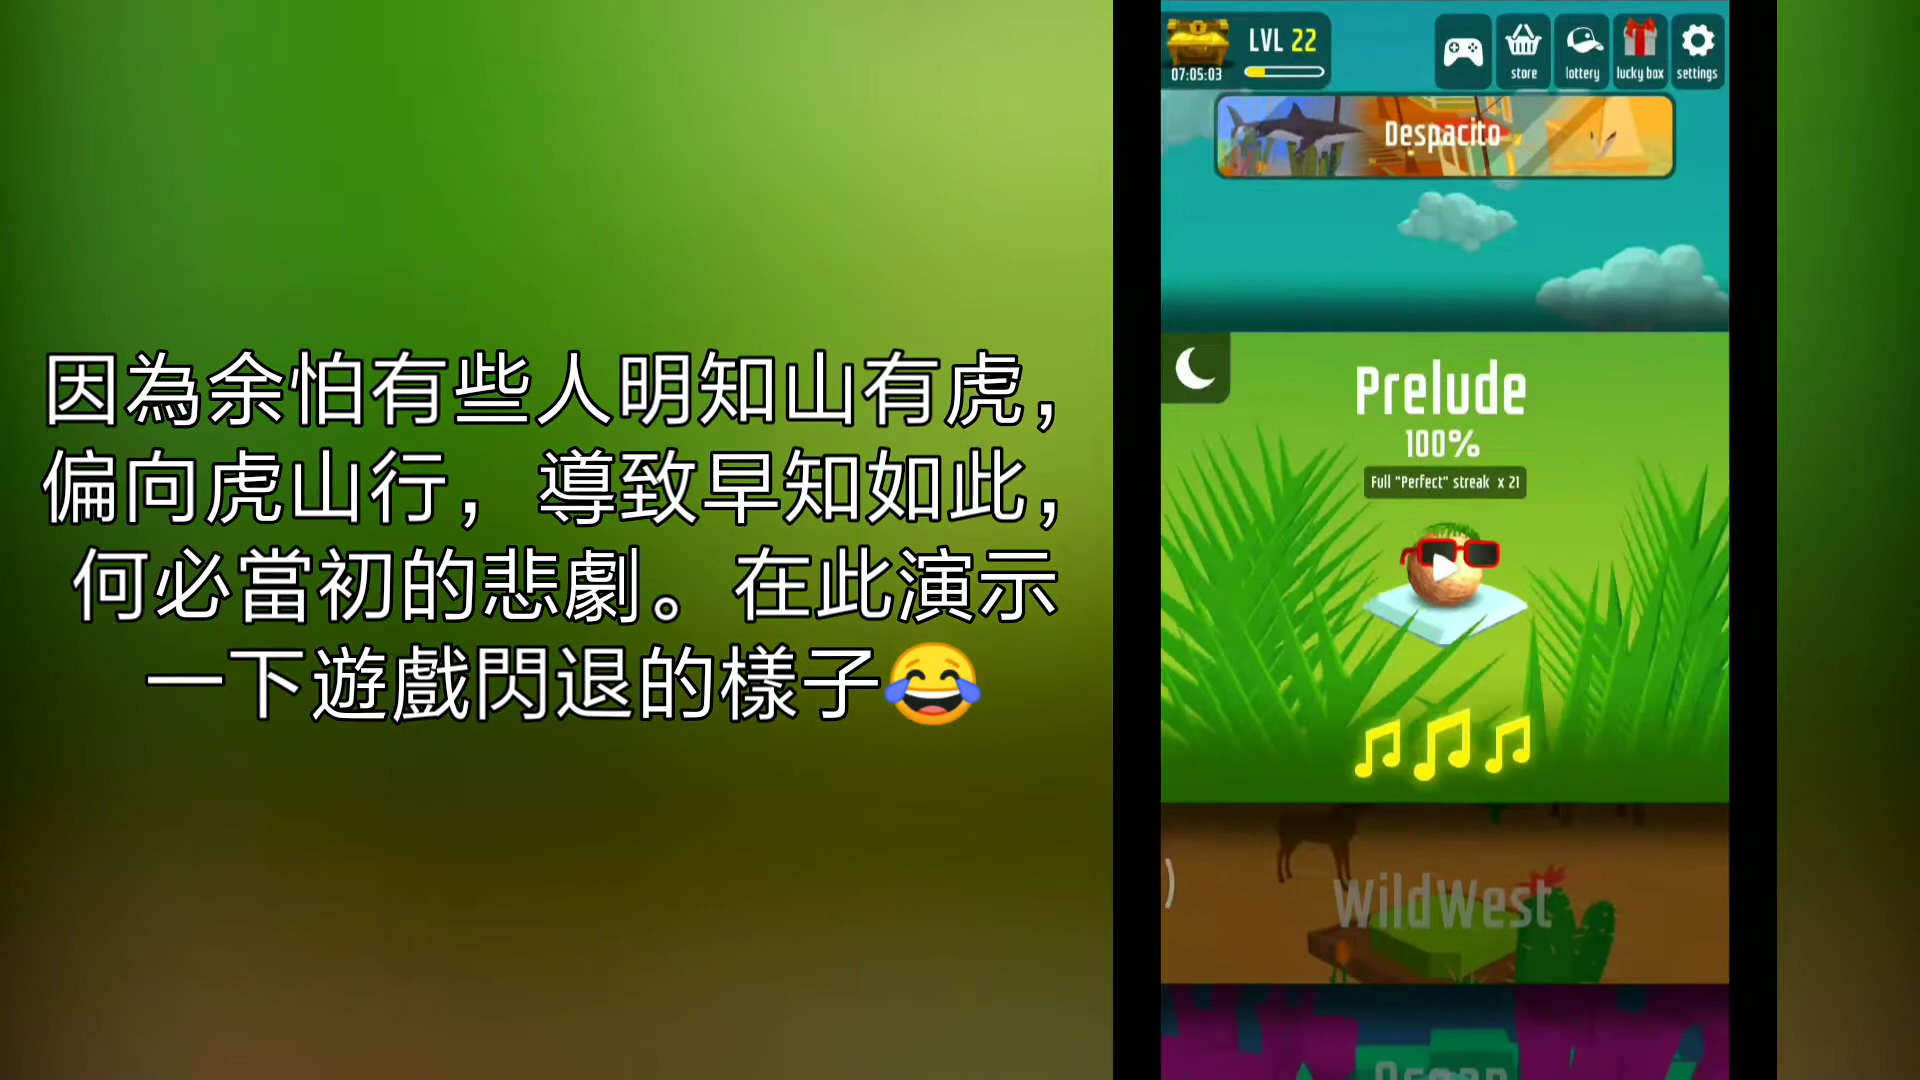 因為余怕有些人明知山有虎，
偏向虎山行，導致早知如此，
何必當初的悲劇。在此演示
一下遊戲閃退的樣子😂
LVL 22
07:05:03
store
lottery
lucky box
settings
Despacito
Prelude
100%
Full "Perfect" streak x 21
WildWest
Ocean